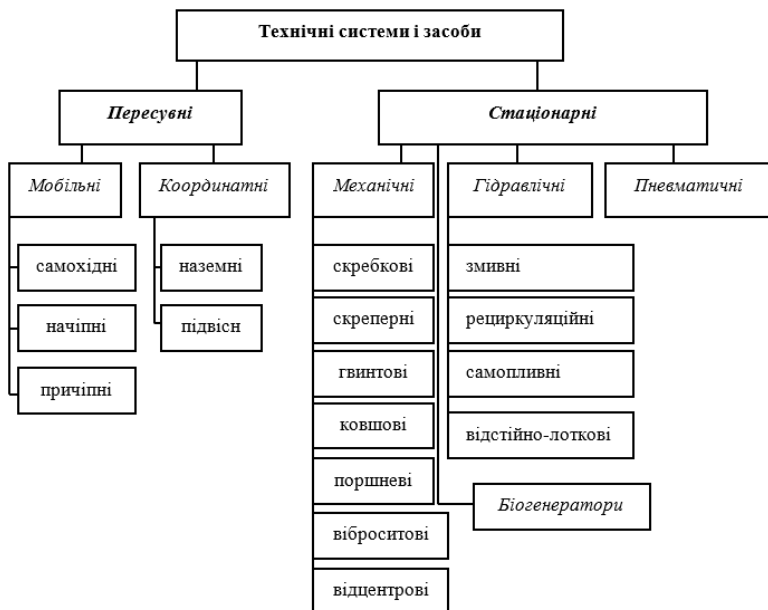 Технічні системи і засоби
Пересувні
Стаціонарні
Мобільні
Координатні
Механічні
Гідравлічні
Пневматичні
самохідні
наземні
скребкові
змивні
начіпні
підвісн
скреперні
рециркуляційні
причіпні
гвинтові
самопливні
ковшові
відстійно-лоткові
поршневі
Біогенератори
віброситові
відцентрові